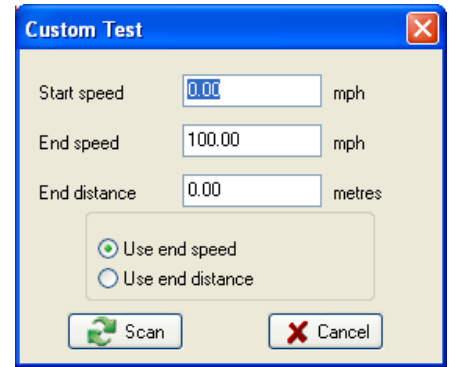 Custom Test
Start speed 0.00 mph
End speed 100.00 mph
End distance 0.00 metres
Use end speed
Use end distance
Scan Cancel